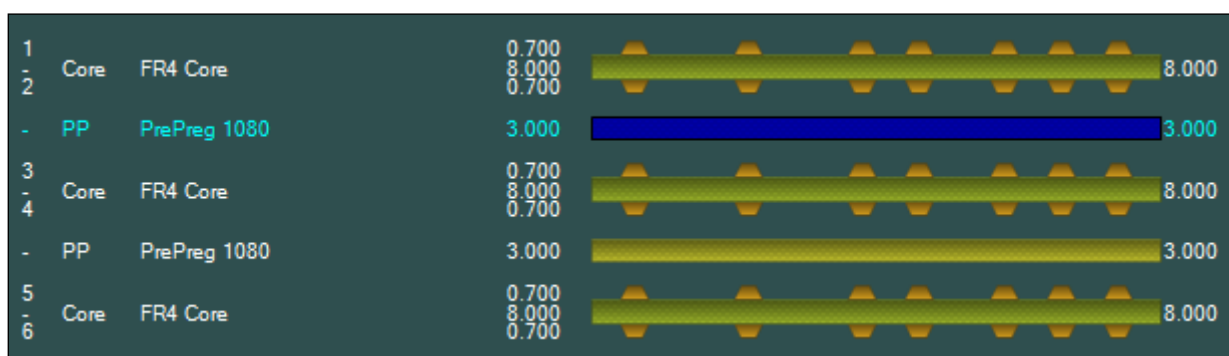 1 - 2 Core FR4 Core 0.700 8.000 0.700 8.000
- PP PrePreg 1080 3.000 3.000
3 - 4 Core FR4 Core 0.700 8.000 0.700 8.000
- PP PrePreg 1080 3.000 3.000
5 - 6 Core FR4 Core 0.700 8.000 0.700 8.000